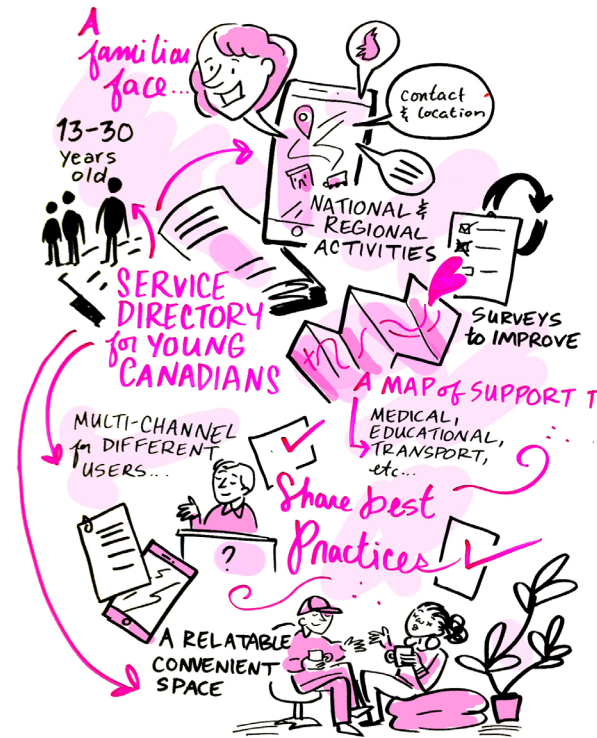 A
familiar
face...
Contact
& location
13-30
years
old
NATIONAL &
REGIONAL
ACTIVITIES
SERVICE
DIRECTORY
for YOUNG
CANADIANS
SURVEYS
to IMPROVE
A MAP of SUPPORT T
MEDICAL,
EDUCATIONAL,
TRANSPORT,
etc...
MULTI-CHANNEL
for DIFFERENT
USERS...
Share best
Practices
?
A RELATABLE
CONVENIENT
SPACE